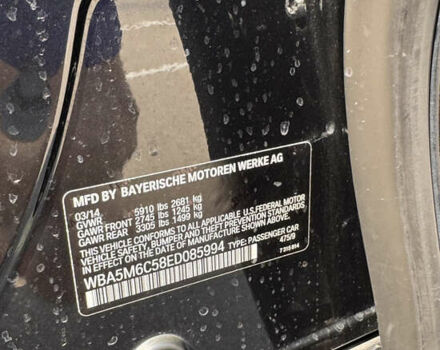 MFD BY BAYERISCHE MOTOREN WERKE AG
03/14
GVWR 5910 lbs 2681 kg
GAWR FRONT 2745 lbs 1245 kg
GAWR REAR 3305 lbs 1499 kg
THIS VEHICLE CONFORMS TO ALL APPLICABLE U.S. FEDERAL MOTOR
VEHICLE SAFETY, BUMPER AND THEFT PREVENTION STANDARDS
IN EFFECT ON THE DATE OF MANUFACTURE SHOWN ABOVE.
WBA5M6C58ED085994 TYPE: PASSENGER CAR
475/9